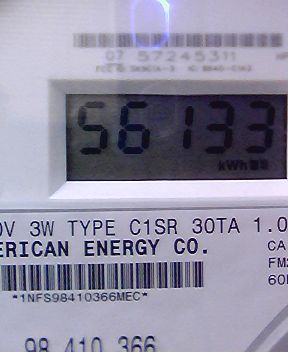 07 57245311
56133
kWh
0V 3W TYPE C1SR 30TA 1.0
ERICAN ENERGY CO.
CA
FM2
60
*1NFS98410366MEC*
98 410 366